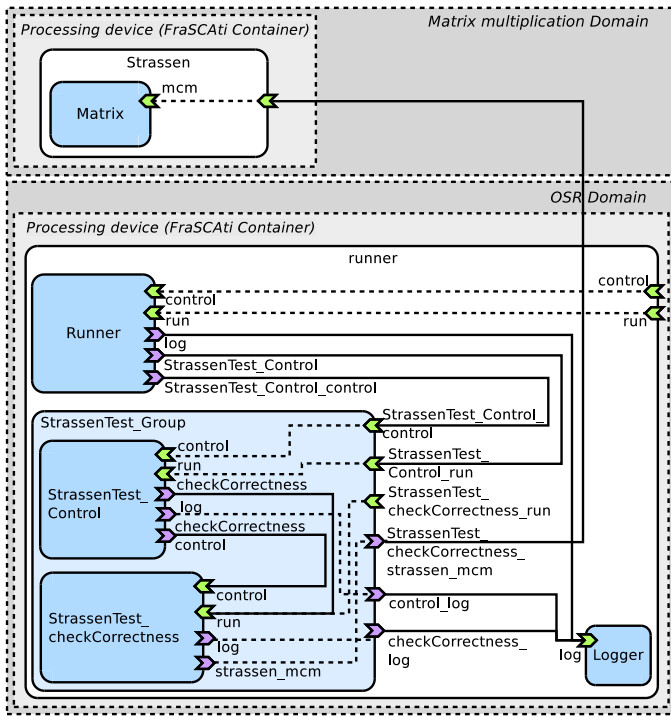 Matrix multiplication Domain
Processing device (FraSCAti Container)
Strassen
mcm
Matrix
OSR Domain
Processing device (FraSCAti Container)
runner
control
run
Runner
control
run
log
StrassenTest_Control
StrassenTest_Control_control
StrassenTest_Group
StrassenTest_Control_
control
StrassenTest_
Control_run
StrassenTest_
checkCorrectness_run
StrassenTest_
checkCorrectness_
strassen_mcm
control_log
checkCorrectness_
log
StrassenTest_
Control
control
run
checkCorrectness
log
checkCorrectness
control
StrassenTest_
checkCorrectness
control
run
log
strassen_mcm
log
Logger